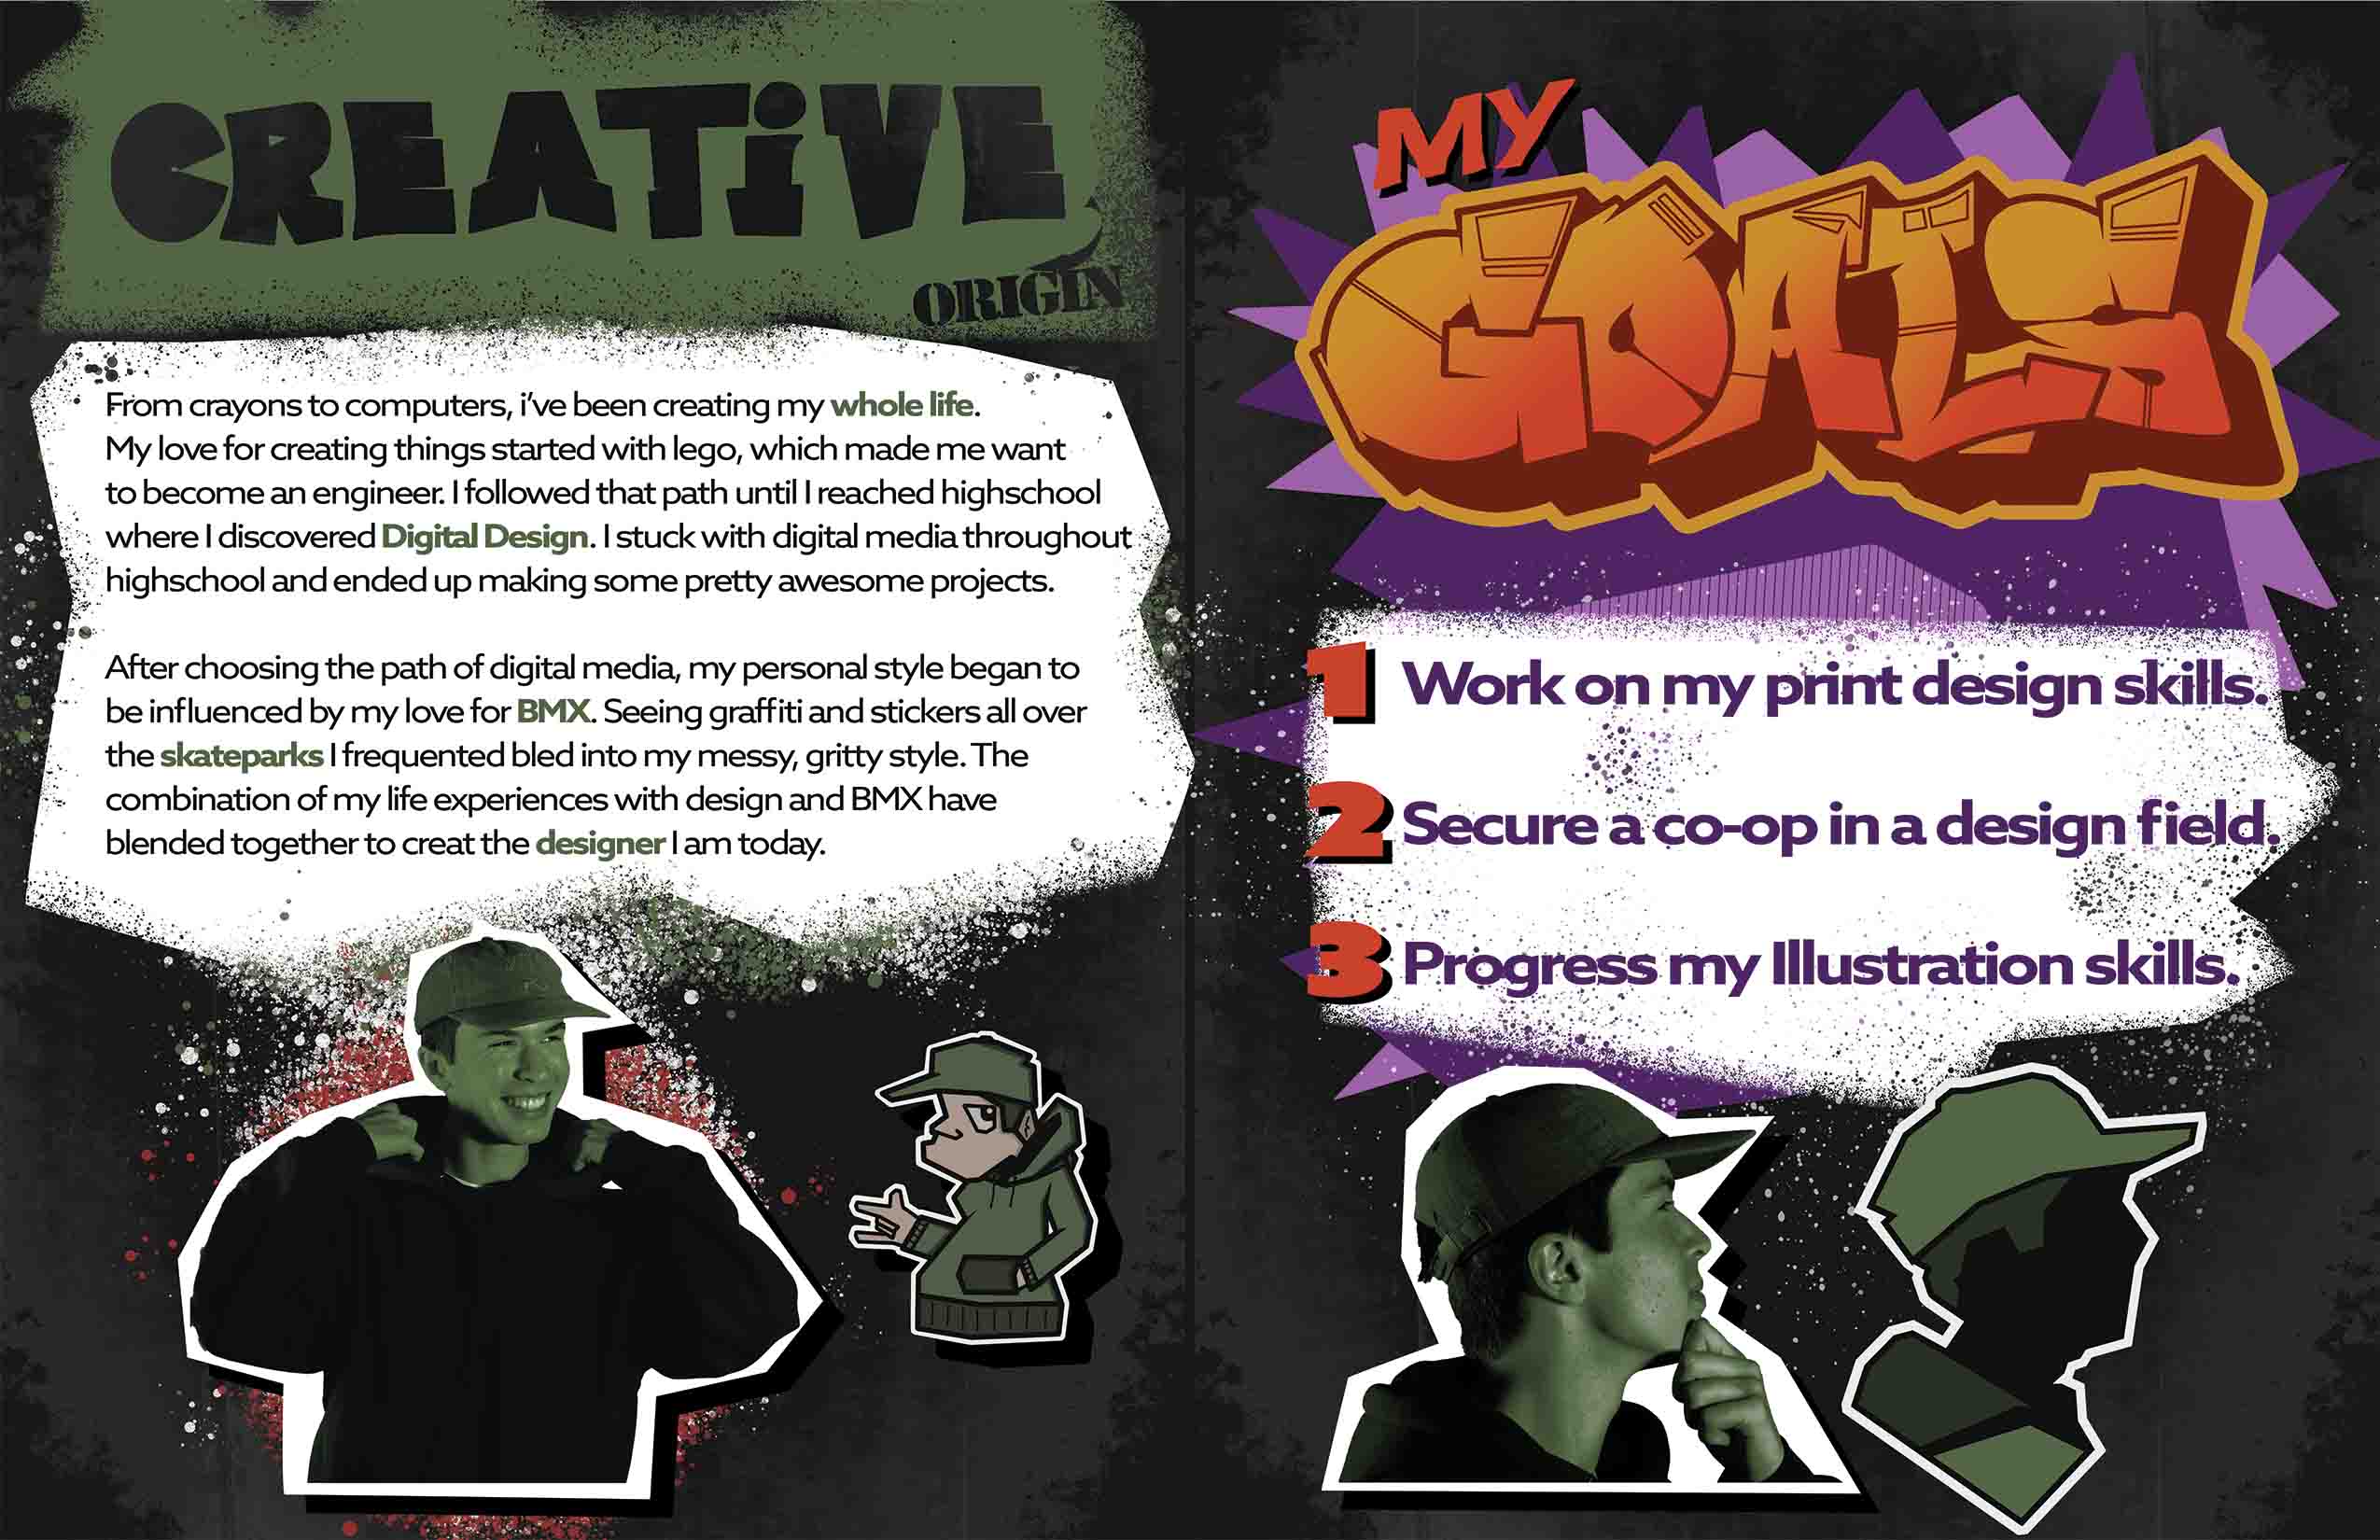 CREATiVE
ORIGIN
From crayons to computers, i've been creating my whole life.
My love for creating things started with lego, which made me want
to become an engineer. I followed that path until I reached highschool
where I discovered Digital Design. I stuck with digital media throughout
highschool and ended up making some pretty awesome projects.
After choosing the path of digital media, my personal style began to
be influenced by my love for BMX. Seeing graffiti and stickers all over
the skateparks I frequented bled into my messy, gritty style. The
combination of my life experiences with design and BMX have
blended together to creat the designer I am today.
MY
GOALS
1 Work on my print design skills.
2 Secure a co-op in a design field.
3 Progress my Illustration skills.